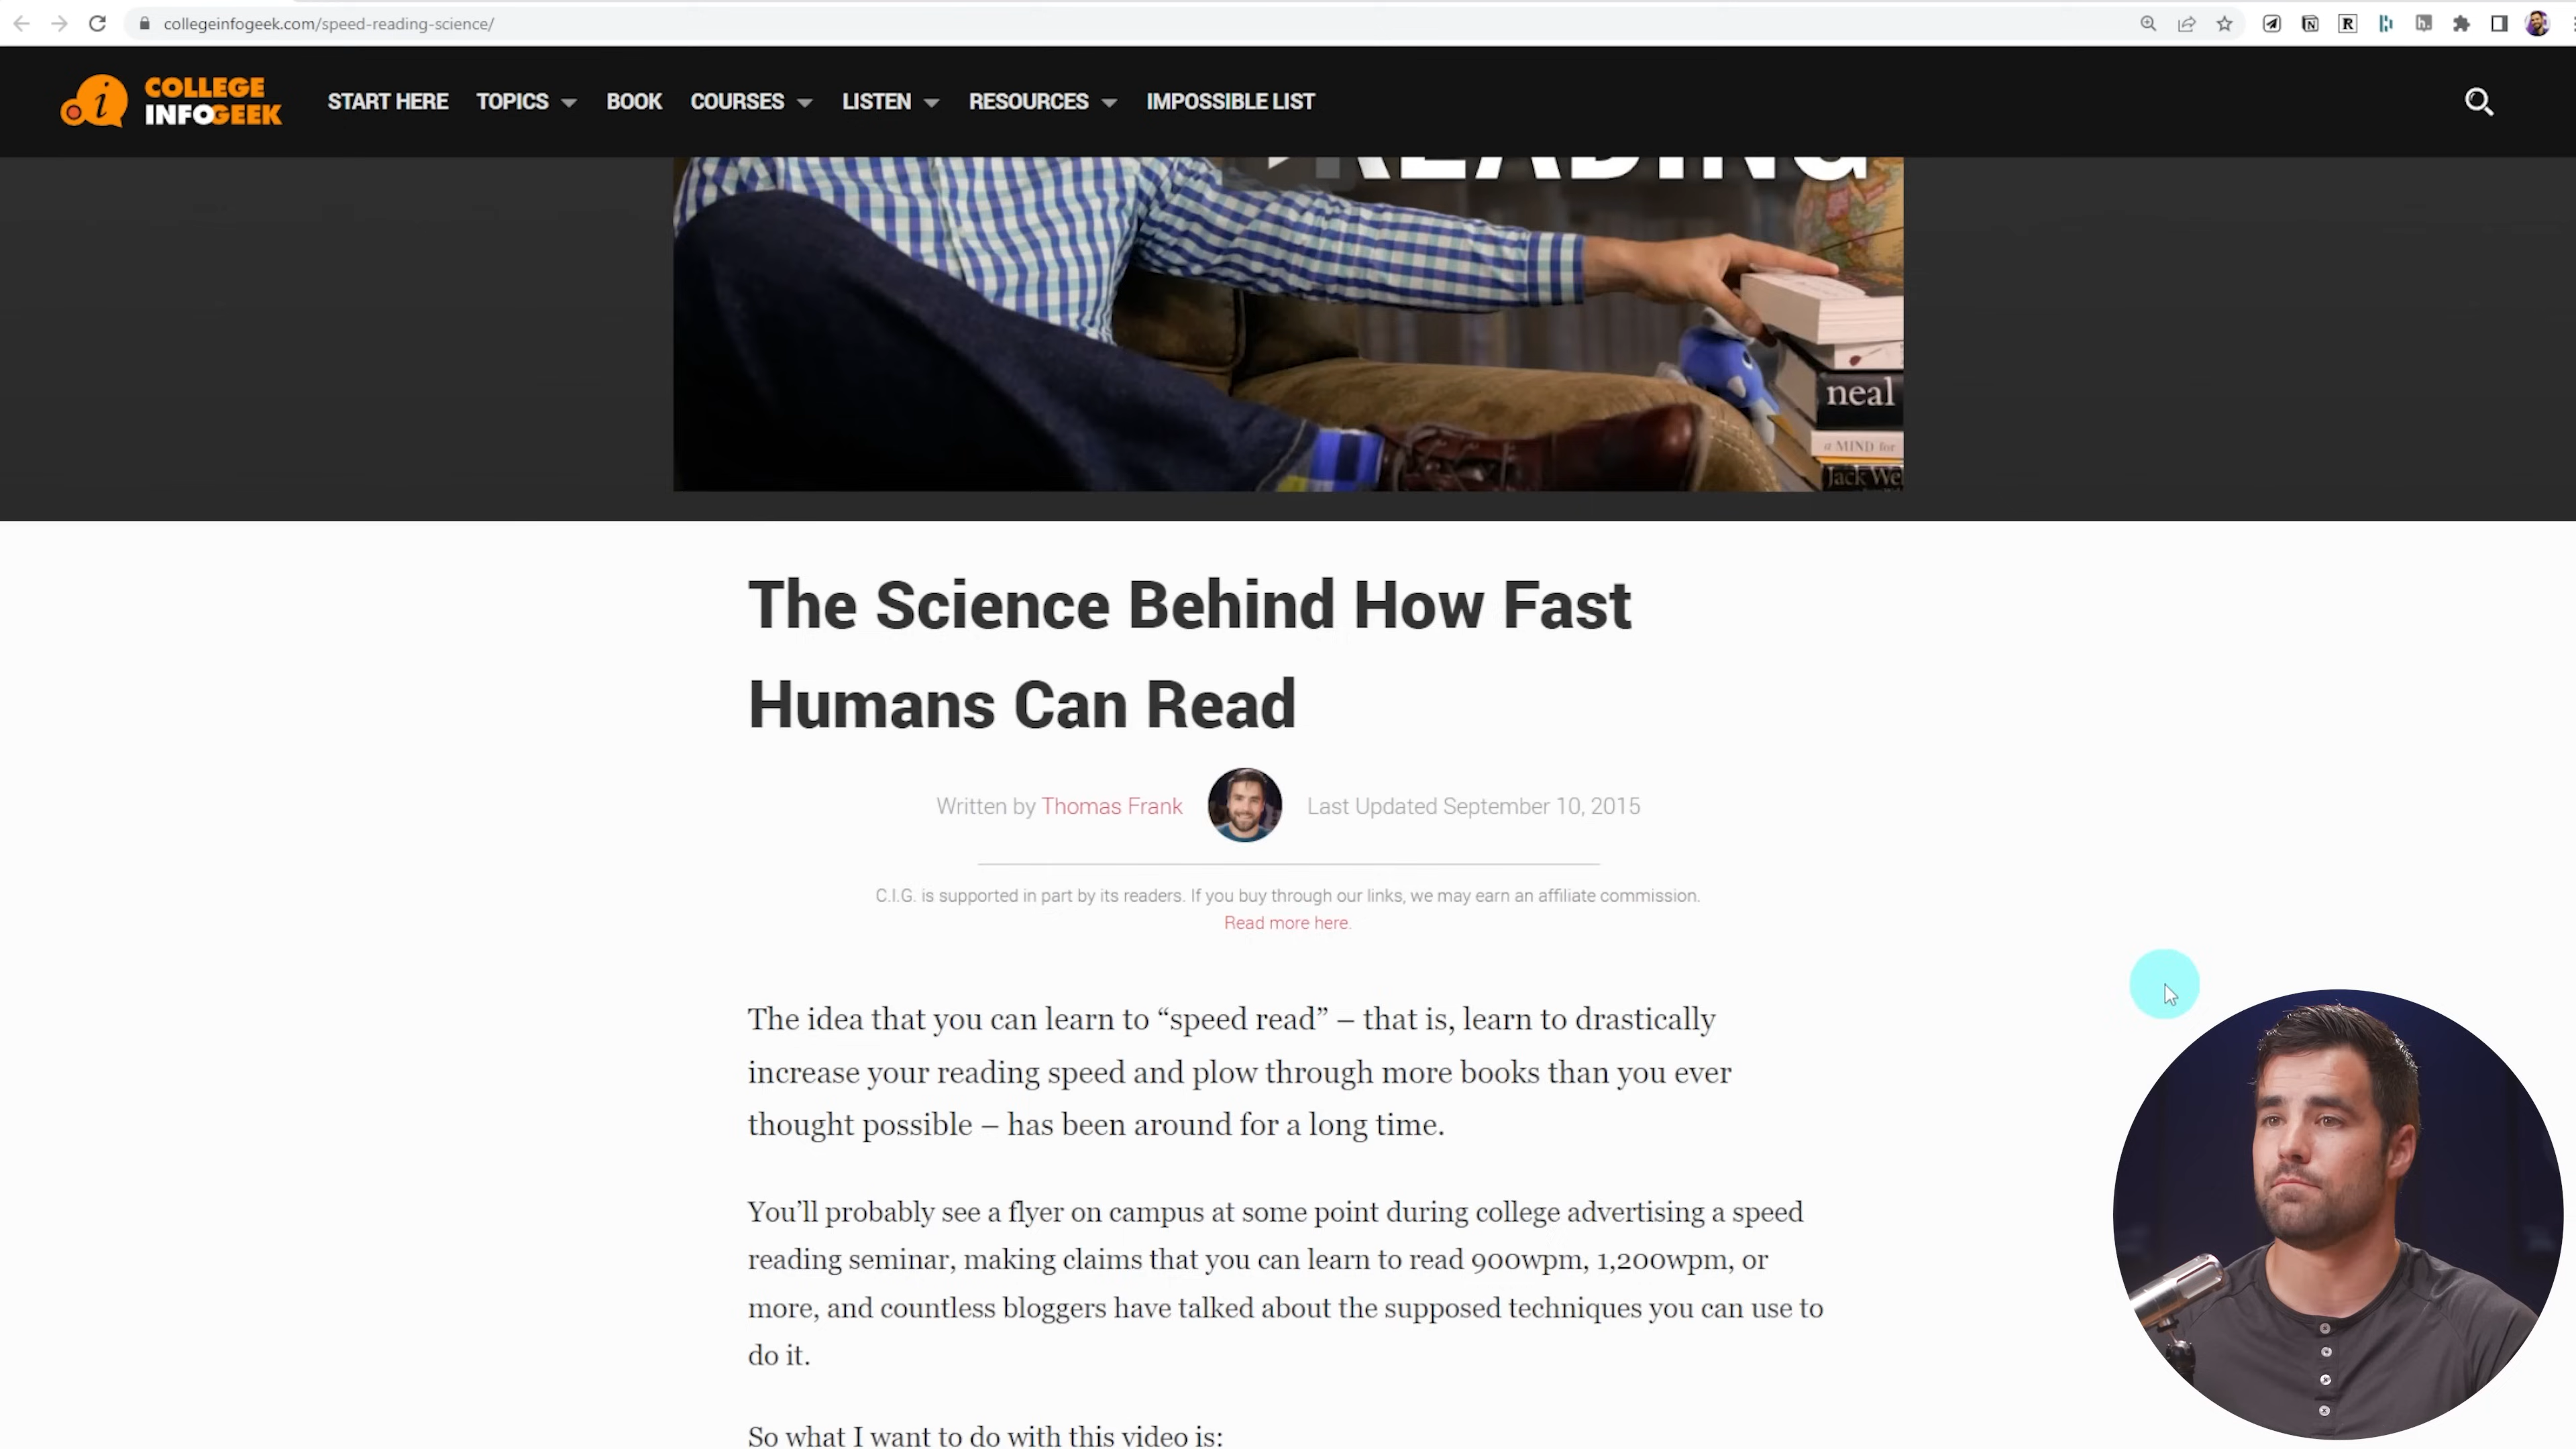 collegeinfogeek.com/speed-reading-science/
COLLEGE
INFOGEEK
START HERE TOPICS BOOK COURSES LISTEN RESOURCES IMPOSSIBLE LIST
READING
neal
a MIND for
The Science Behind How Fast
Humans Can Read
Written by Thomas Frank Last Updated September 10, 2015
C.I.G. is supported in part by its readers. If you buy through our links, we may earn an affiliate commission.
Read more here.
The idea that you can learn to “speed read” – that is, learn to drastically
increase your reading speed and plow through more books than you ever
thought possible – has been around for a long time.
You’ll probably see a flyer on campus at some point during college advertising a speed
reading seminar, making claims that you can learn to read 900wpm, 1,200wpm, or
more, and countless bloggers have talked about the supposed techniques you can use to
do it.
So what I want to do with this video is: